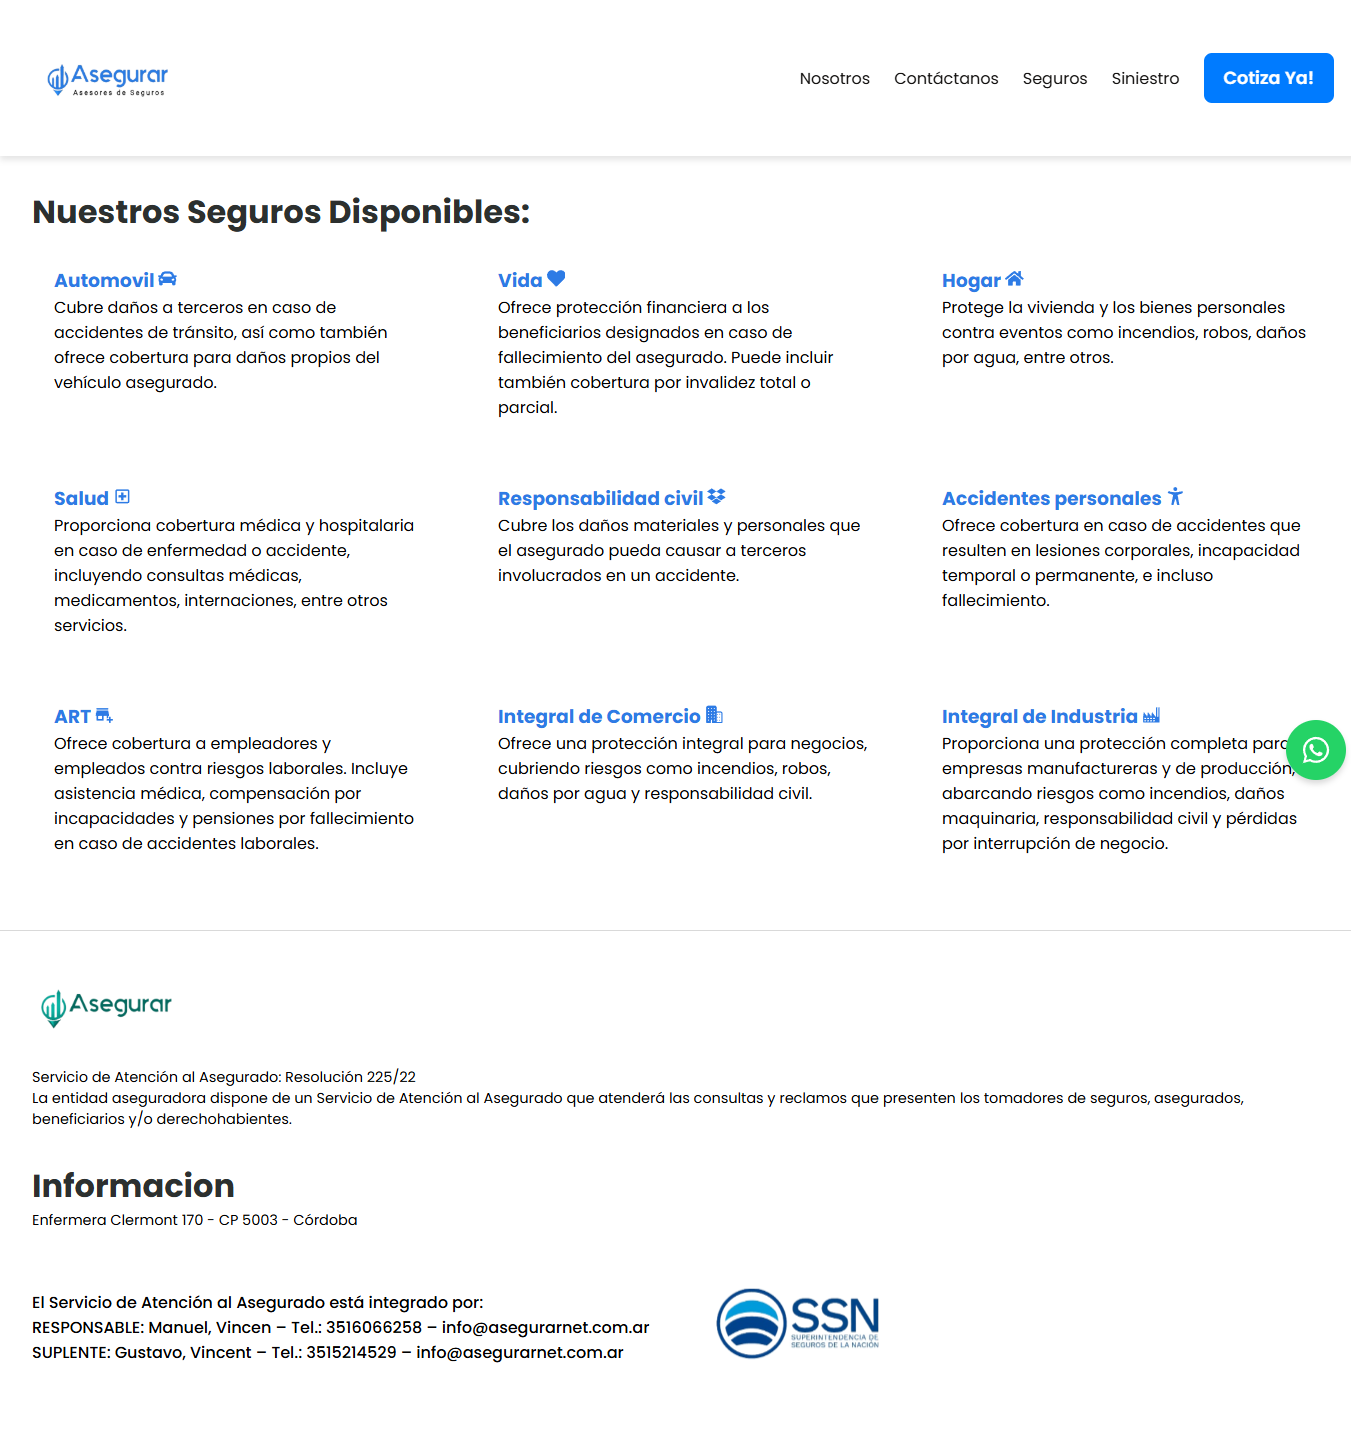 Asegurar
Asesores de Seguros
Nosotros Contáctanos Seguros Siniestro Cotiza Ya!
Nuestros Seguros Disponibles:
Automovil
Cubre daños a terceros en caso de
accidentes de tránsito, así como también
ofrece cobertura para daños propios del
vehículo asegurado.
Vida
Ofrece protección financiera a los
beneficiarios designados en caso de
fallecimiento del asegurado. Puede incluir
también cobertura por invalidez total o
parcial.
Hogar
Protege la vivienda y los bienes personales
contra eventos como incendios, robos, daños
por agua, entre otros.
Salud
Proporciona cobertura médica y hospitalaria
en caso de enfermedad o accidente,
incluyendo consultas médicas,
medicamentos, internaciones, entre otros
servicios.
Responsabilidad civil
Cubre los daños materiales y personales que
el asegurado pueda causar a terceros
involucrados en un accidente.
Accidentes personales
Ofrece cobertura en caso de accidentes que
resulten en lesiones corporales, incapacidad
temporal o permanente, e incluso
fallecimiento.
ART
Ofrece cobertura a empleadores y
empleados contra riesgos laborales. Incluye
asistencia médica, compensación por
incapacidades y pensiones por fallecimiento
en caso de accidentes laborales.
Integral de Comercio
Ofrece una protección integral para negocios,
cubriendo riesgos como incendios, robos,
daños por agua y responsabilidad civil.
Integral de Industria
Proporciona una protección completa para
empresas manufactureras y de producción,
abarcando riesgos como incendios, daños
maquinaria, responsabilidad civil y pérdidas
por interrupción de negocio.
Asegurar
Servicio de Atención al Asegurado: Resolución 225/22
La entidad aseguradora dispone de un Servicio de Atención al Asegurado que atenderá las consultas y reclamos que presenten los tomadores de seguros, asegurados,
beneficiarios y/o derechohabientes.
Informacion
Enfermera Clermont 170 - CP 5003 - Córdoba
El Servicio de Atención al Asegurado está integrado por:
RESPONSABLE: Manuel, Vincen – Tel.: 3516066258 – info@asegurarnet.com.ar
SUPLENTE: Gustavo, Vincent – Tel.: 3515214529 – info@asegurarnet.com.ar
SSN
SUPERINTENDENCIA DE
SEGUROS DE LA NACIÓN